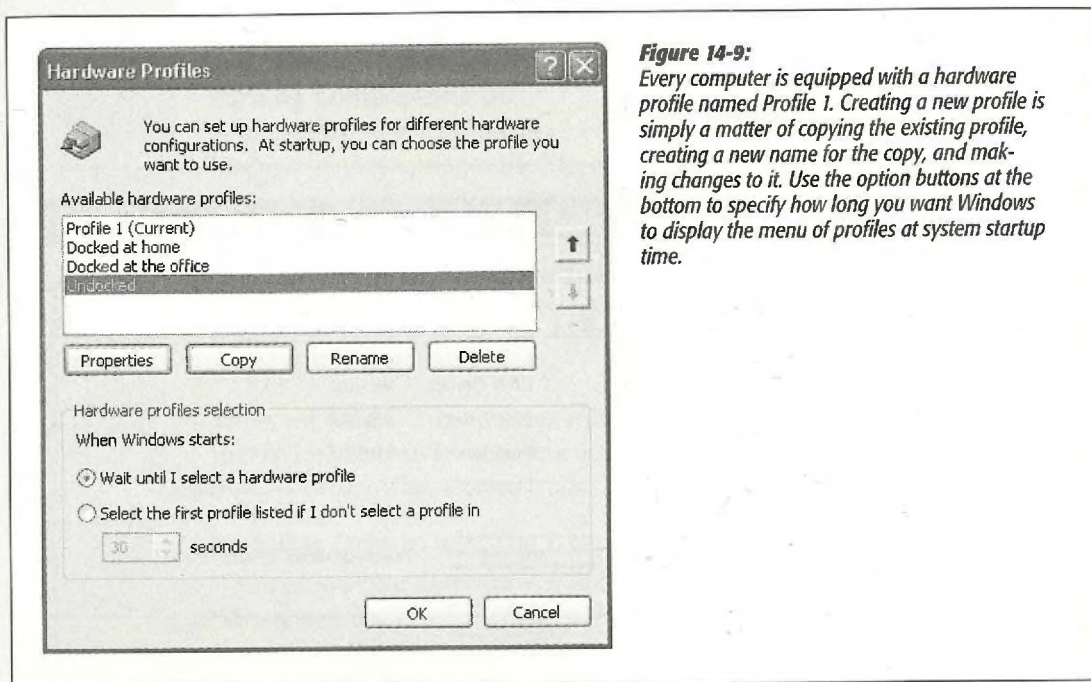 Hardware Profiles
You can set up hardware profiles for different hardware
configurations. At startup, you can choose the profile you
want to use.
Available hardware profiles:
Profile 1 (Current)
Docked at home
Docked at the office
Undocked
Properties
Copy
Rename
Delete
Hardware profiles selection
When Windows starts:
Wait until I select a hardware profile
Select the first profile listed if I don't select a profile in
30 seconds
OK
Cancel
Figure 14-9:
Every computer is equipped with a hardware
profile named Profile 1. Creating a new profile is
simply a matter of copying the existing profile,
creating a new name for the copy, and mak-
ing changes to it. Use the option buttons at the
bottom to specify how long you want Windows
to display the menu of profiles at system startup
time.